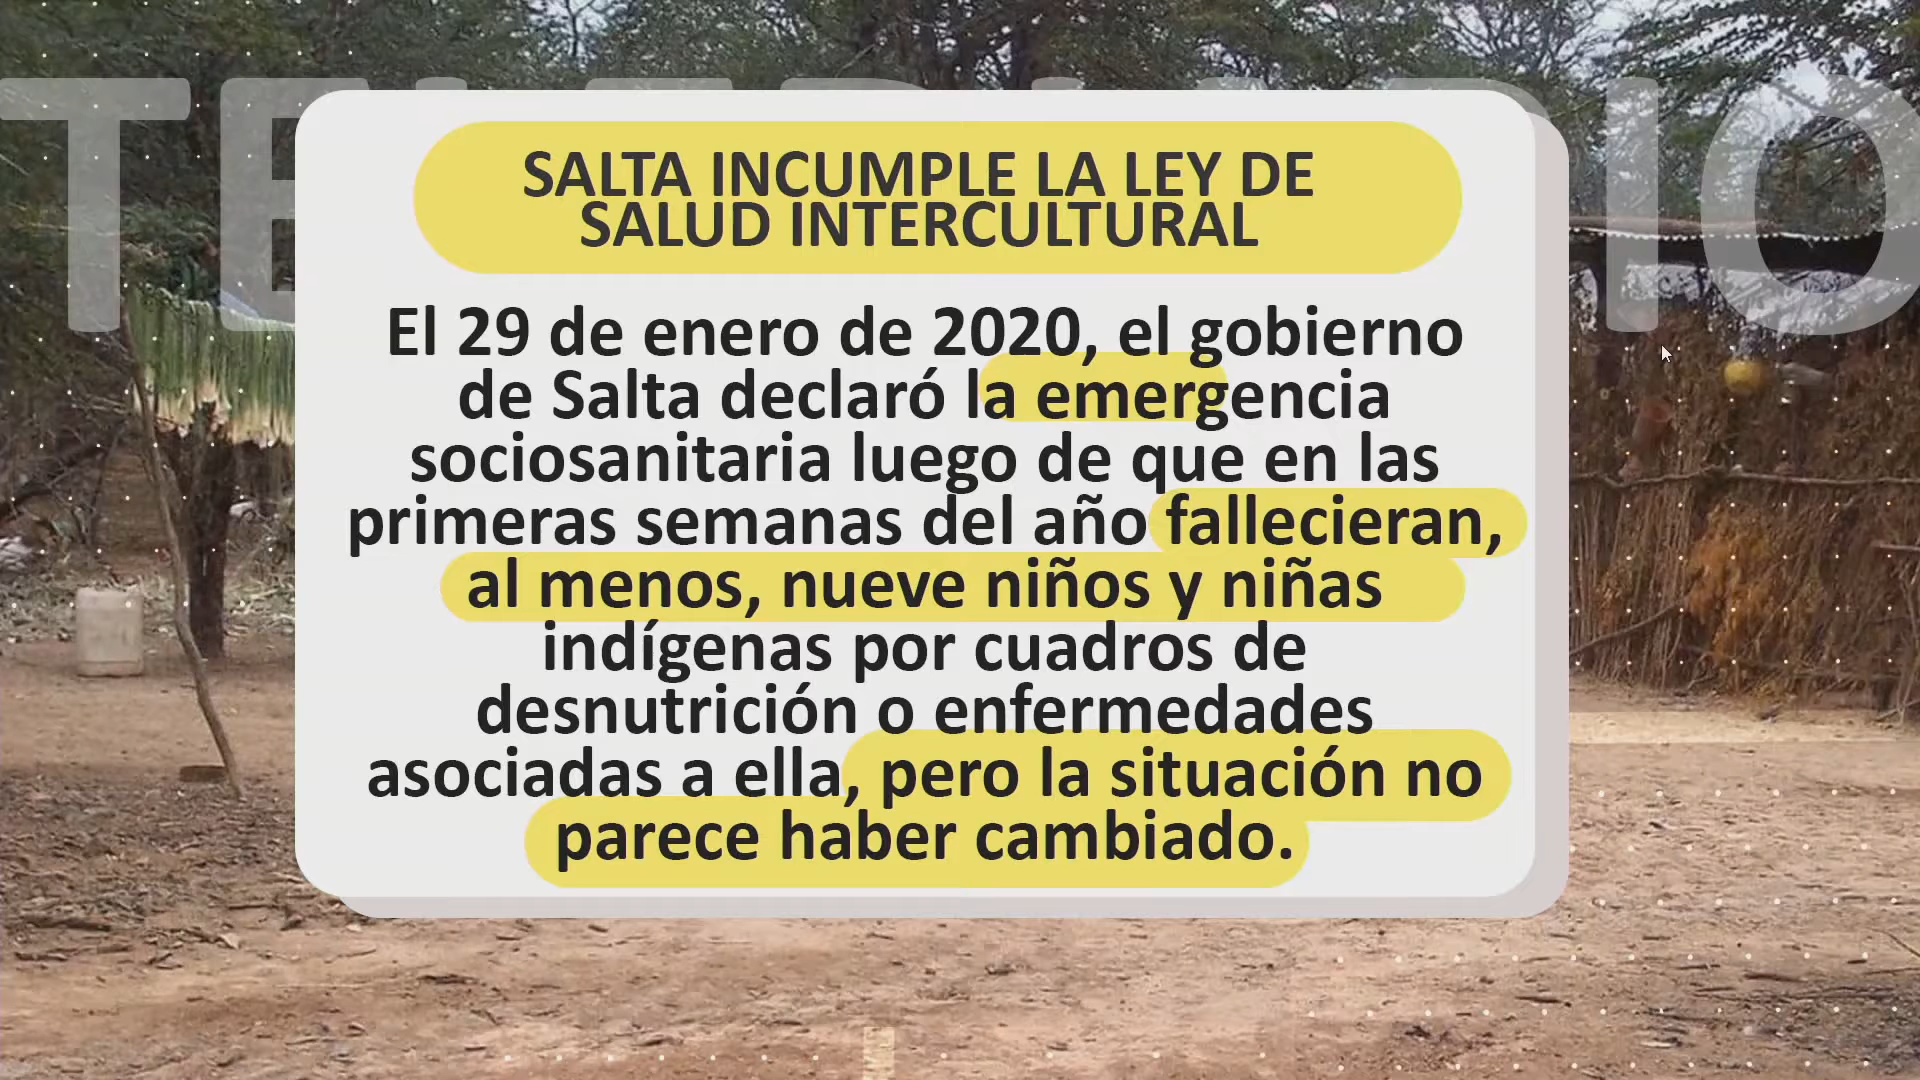 SALTA INCUMPLE LA LEY DE
SALUD INTERCULTURAL
El 29 de enero de 2020, el gobierno
de Salta declaró la emergencia
sociosanitaria luego de que en las
primeras semanas del año fallecieran,
al menos, nueve niños y niñas
indígenas por cuadros de
desnutrición o enfermedades
asociadas a ella, pero la situación no
parece haber cambiado.